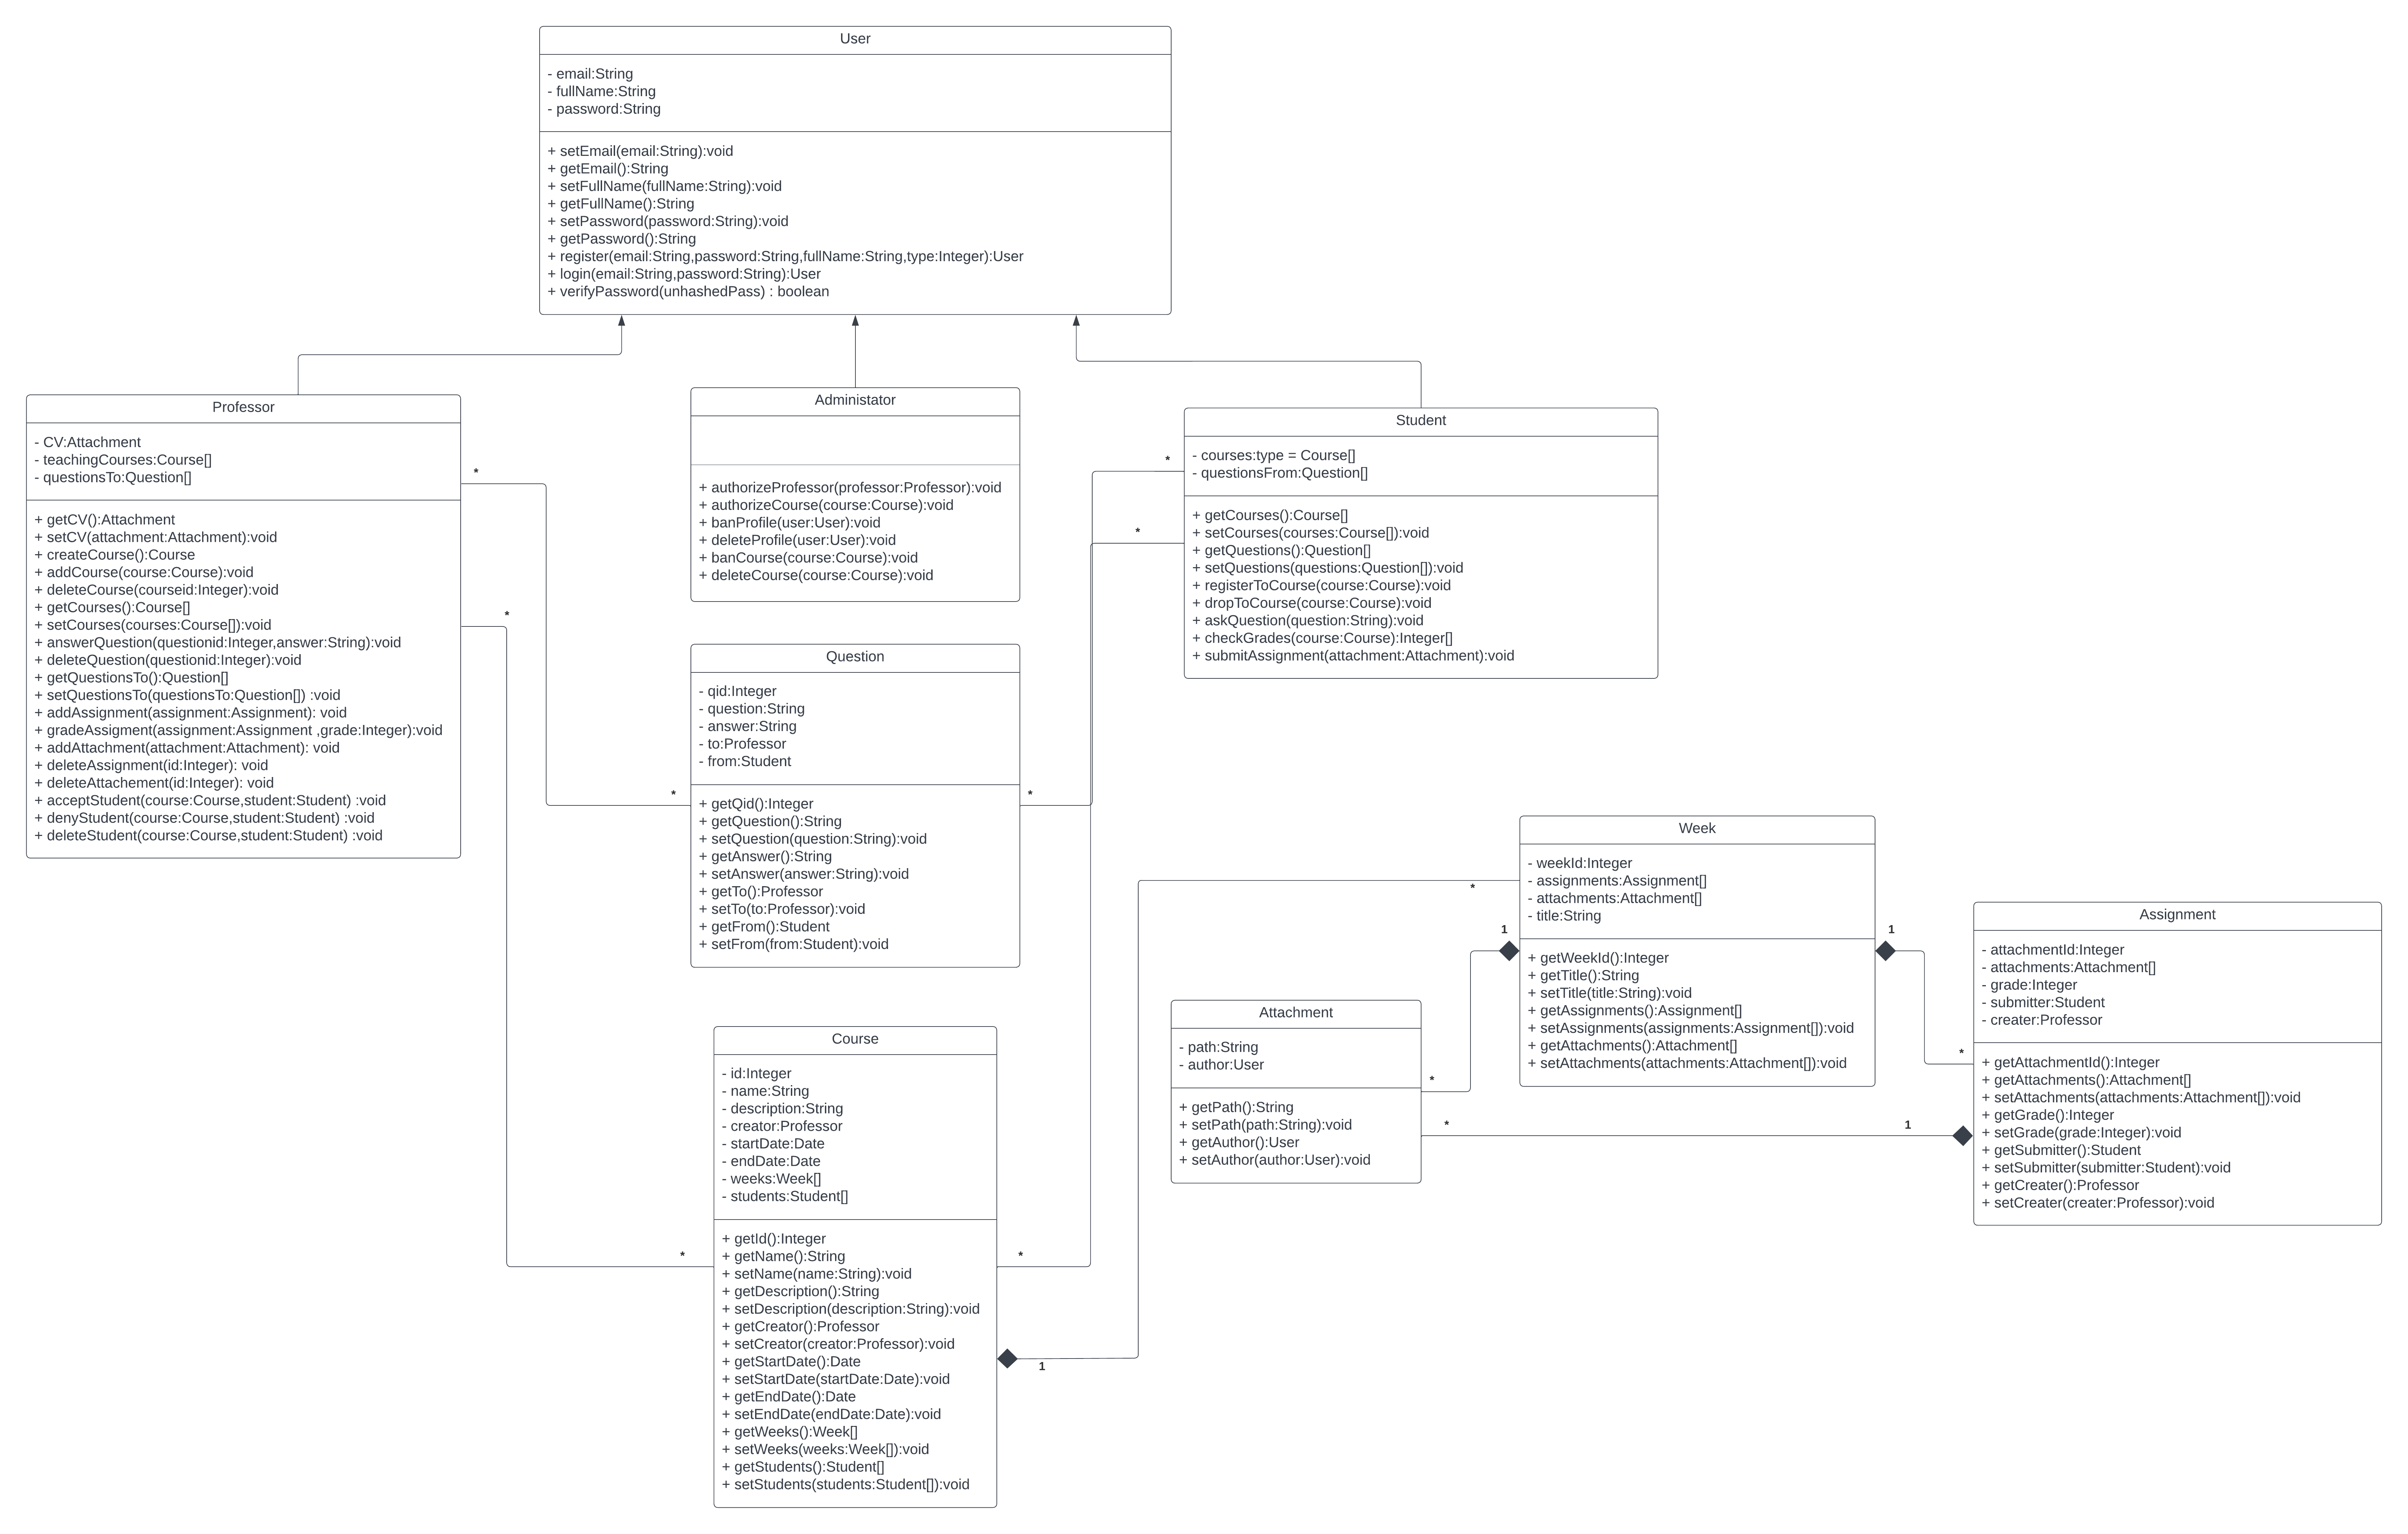 User
- email:String
- fullName:String
- password:String
+ setEmail(email:String):void
+ getEmail():String
+ setFullName(fullName:String):void
+ getFullName():String
+ setPassword(password:String):void
+ getPassword():String
+ register(email:String,password:String,fullName:String,type:Integer):User
+ login(email:String,password:String):User
+ verifyPassword(unhashedPass) : boolean
Professor
- CV:Attachment
- teachingCourses:Course[]
- questionsTo:Question[]
+ getCV():Attachment
+ setCV(attachment:Attachment):void
+ createCourse():Course
+ addCourse(course:Course):void
+ deleteCourse(courseid:Integer):void
+ getCourses():Course[]
+ setCourses(courses:Course[]):void
+ answerQuestion(questionid:Integer,answer:String):void
+ deleteQuestion(questionid:Integer):void
+ getQuestionsTo():Question[]
+ setQuestionsTo(questionsTo:Question[]) :void
+ addAssignment(assignment:Assignment): void
+ gradeAssigment(assignment:Assignment ,grade:Integer):void
+ addAttachment(attachment:Attachment): void
+ deleteAssignment(id:Integer): void
+ deleteAttachement(id:Integer): void
+ acceptStudent(course:Course,student:Student) :void
+ denyStudent(course:Course,student:Student) :void
+ deleteStudent(course:Course,student:Student) :void
*
*
Administator
+ authorizeProfessor(professor:Professor):void
+ authorizeCourse(course:Course):void
+ banProfile(user:User):void
+ deleteProfile(user:User):void
+ banCourse(course:Course):void
+ deleteCourse(course:Course):void
*
*
Student
- courses:type = Course[]
- questionsFrom:Question[]
+ getCourses():Course[]
+ setCourses(courses:Course[]):void
+ getQuestions():Question[]
+ setQuestions(questions:Question[]):void
+ registerToCourse(course:Course):void
+ dropToCourse(course:Course):void
+ askQuestion(question:String):void
+ checkGrades(course:Course):Integer[]
+ submitAssignment(attachment:Attachment):void
Question
- qid:Integer
- question:String
- answer:String
- to:Professor
- from:Student
+ getQid():Integer
+ getQuestion():String
+ setQuestion(question:String):void
+ getAnswer():String
+ setAnswer(answer:String):void
+ getTo():Professor
+ setTo(to:Professor):void
+ getFrom():Student
+ setFrom(from:Student):void
*
*
Week
- weekId:Integer
- assignments:Assignment[]
- attachments:Attachment[]
- title:String
+ getWeekId():Integer
+ getTitle():String
+ setTitle(title:String):void
+ getAssignments():Assignment[]
+ setAssignments(assignments:Assignment[]):void
+ getAttachments():Attachment[]
+ setAttachments(attachments:Attachment[]):void
*
1
1
Assignment
- attachmentId:Integer
- attachments:Attachment[]
- grade:Integer
- submitter:Student
- creater:Professor
+ getAttachmentId():Integer
+ getAttachments():Attachment[]
+ setAttachments(attachments:Attachment[]):void
+ getGrade():Integer
+ setGrade(grade:Integer):void
+ getSubmitter():Student
+ setSubmitter(submitter:Student):void
+ getCreater():Professor
+ setCreater(creater:Professor):void
*
1
Attachment
- path:String
- author:User
+ getPath():String
+ setPath(path:String):void
+ getAuthor():User
+ setAuthor(author:User):void
*
*
Course
- id:Integer
- name:String
- description:String
- creator:Professor
- startDate:Date
- endDate:Date
- weeks:Week[]
- students:Student[]
+ getId():Integer
+ getName():String
+ setName(name:String):void
+ getDescription():String
+ setDescription(description:String):void
+ getCreator():Professor
+ setCreator(creator:Professor):void
+ getStartDate():Date
+ setStartDate(startDate:Date):void
+ getEndDate():Date
+ setEndDate(endDate:Date):void
+ getWeeks():Week[]
+ setWeeks(weeks:Week[]):void
+ getStudents():Student[]
+ setStudents(students:Student[]):void
*
*
1